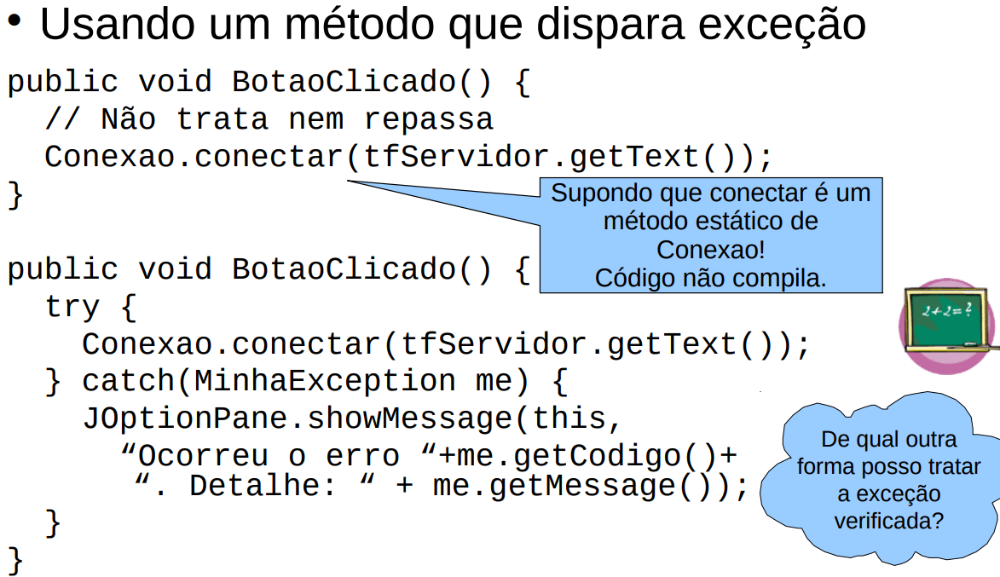 • Usando um método que dispara exceção
public void BotaoClicado() {
// Não trata nem repassa
Conexao.conectar(tfServidor.getText());
}
Supondo que conectar é um
método estático de
Conexao!
Código não compila.
public void BotaoClicado() {
try {
Conexao.conectar(tfServidor.getText());
} catch(MinhaException me) {
JOptionPane.showMessage(this,
“Ocorreu o erro “+me.getCodigo()+
“. Detalhe: “ + me.getMessage());
}
}
2+2=?
De qual outra
forma posso tratar
a exceção
verificada?